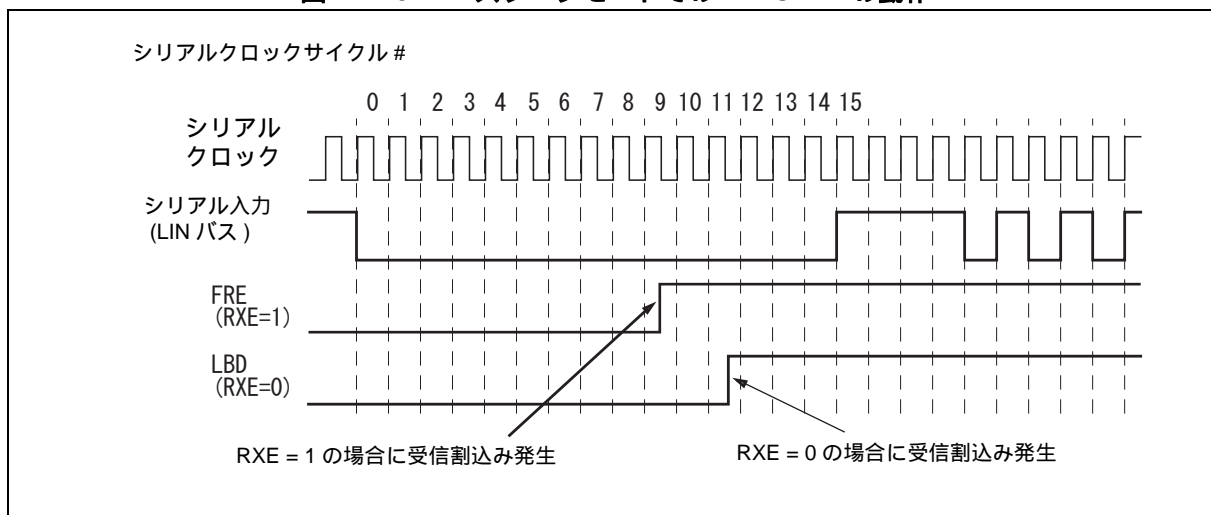 シリアルクロックサイクル #
0 1 2 3 4 5 6 7 8 9 10 11 12 13 14 15
シリアル
クロック
シリアル入力
(LIN バス )
FRE
(RXE=1)
LBD
(RXE=0)
RXE = 1 の場合に受信割込み発生
RXE = 0 の場合に受信割込み発生